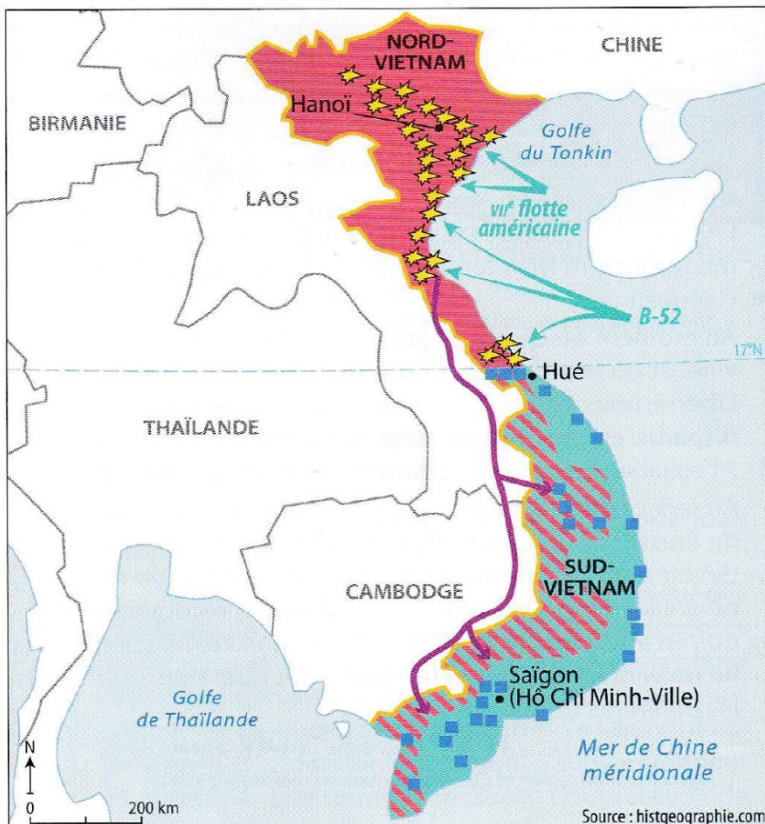 NORD-
VIETNAM
CHINE
Hanoï
BIRMANIE
Golfe
du Tonkin
LAOS
VIIe flotte
américaine
B-52
17°N
Hué
THAÏLANDE
SUD-
VIETNAM
CAMBODGE
Saïgon
(Hô Chi Minh-Ville)
Golfe
de Thaïlande
Mer de Chine
méridionale
N
0 200 km
Source : histgeographie.com